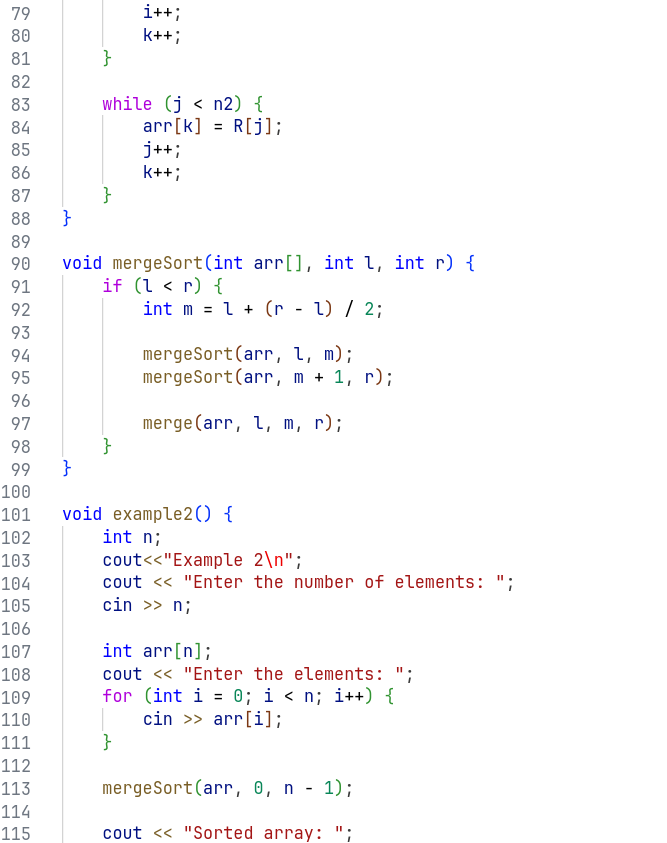 79 i++;
80 k++;
81 }
82
83 while (j < n2) {
84 arr[k] = R[j];
85 j++;
86 k++;
87 }
88 }
89
90 void mergeSort(int arr[], int l, int r) {
91 if (l < r) {
92 int m = l + (r - l) / 2;
93
94 mergeSort(arr, l, m);
95 mergeSort(arr, m + 1, r);
96
97 merge(arr, l, m, r);
98 }
99 }
100
101 void example2() {
102 int n;
103 cout<<"Example 2\n";
104 cout << "Enter the number of elements: ";
105 cin >> n;
106
107 int arr[n];
108 cout << "Enter the elements: ";
109 for (int i = 0; i < n; i++) {
110 cin >> arr[i];
111 }
112
113 mergeSort(arr, 0, n - 1);
114
115 cout << "Sorted array: ";